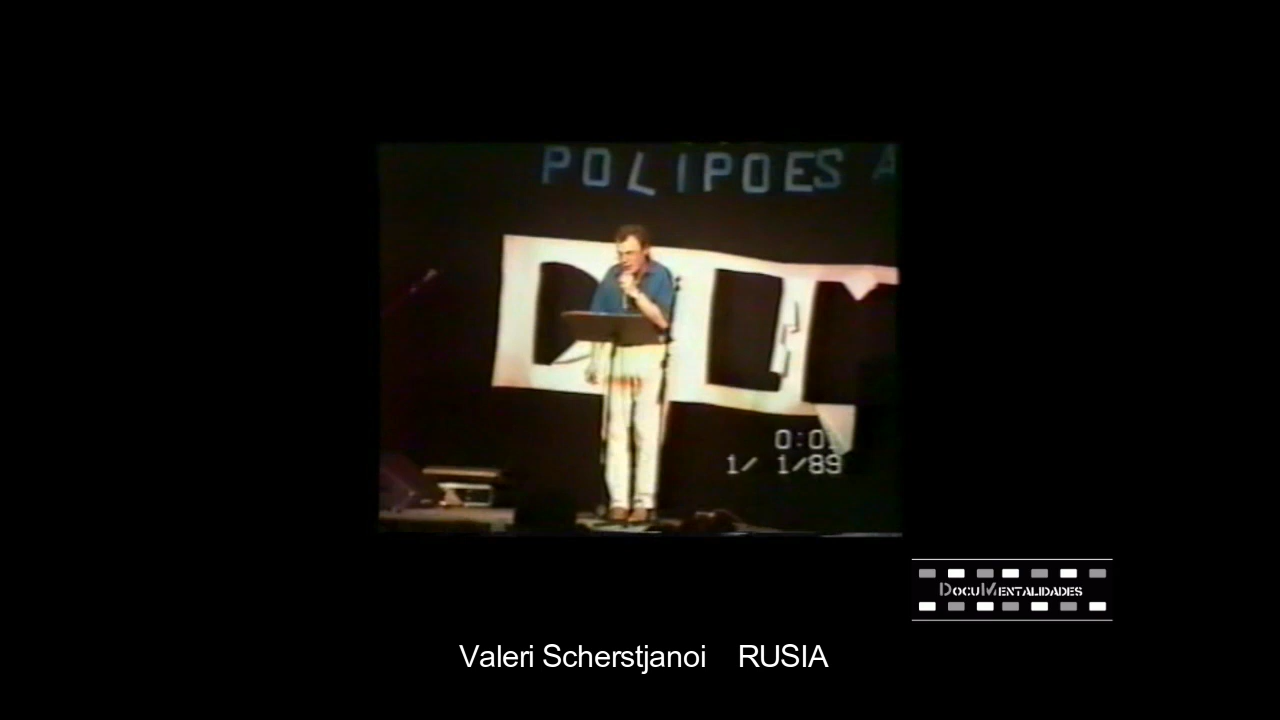 POLIPOES A
0:01
1/ 1/89
DOCUMENTALIDADES
Valeri Scherstjanoi RUSIA